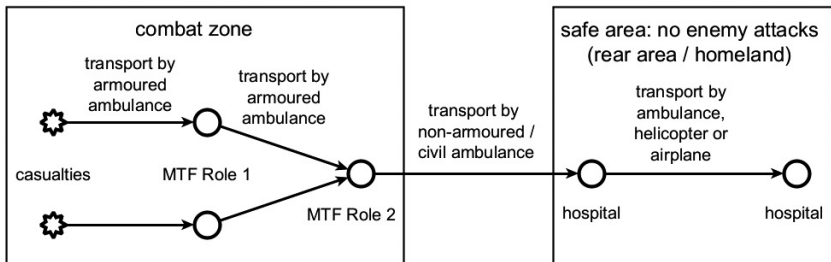 combat zone
transport by
armoured
ambulance
transport by
armoured
ambulance
casualties
MTF Role 1
MTF Role 2
transport by
non-armoured /
civil ambulance
safe area: no enemy attacks
(rear area / homeland)
transport by
ambulance,
helicopter or
airplane
hospital
hospital